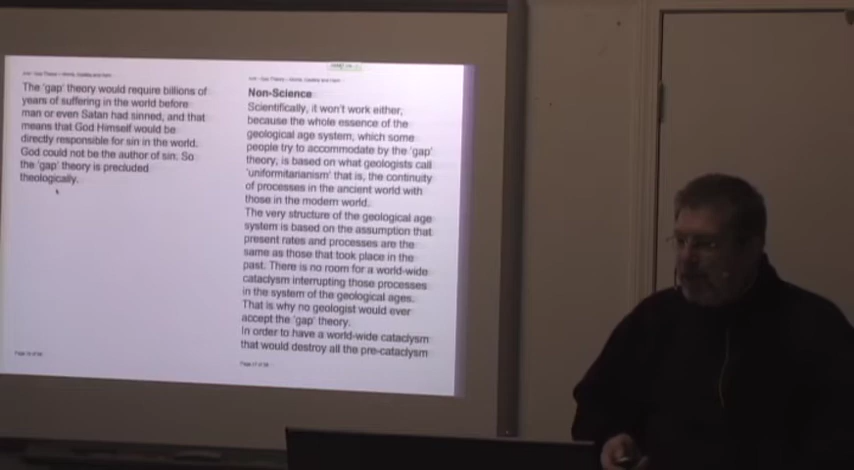 The 'gap' theory would require billions of
years of suffering in the world before
man or even Satan had sinned, and that
means that God Himself would be
directly responsible for sin in the world.
God could not be the author of sin. So
the 'gap' theory is precluded
theologically.
Non-Science
Scientifically, it won't work either,
because the whole essence of the
geological age system, which some
people try to accommodate by the 'gap'
theory, is based on what geologists call
'uniformitarianism' that is, the continuity
of processes in the ancient world with
those in the modern world.
The very structure of the geological age
system is based on the assumption that
present rates and processes are the
same as those that took place in the
past. There is no room for a world-wide
cataclysm interrupting those processes
in the system of the geological ages.
That is why no geologist would ever
accept the 'gap' theory.
In order to have a world-wide cataclysm
that would destroy all the pre-cataclysm